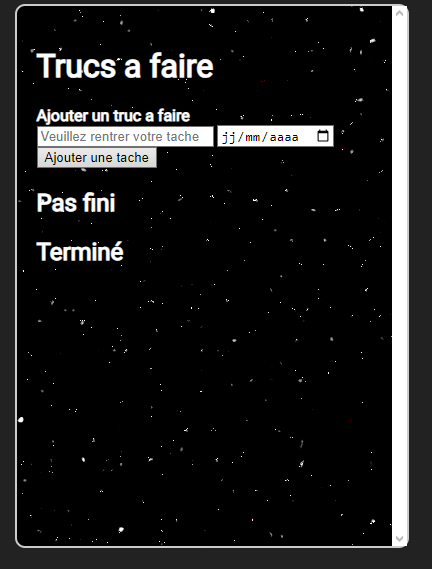 Trucs a faire
Ajouter un truc a faire
Veuillez rentrer votre tache jj/mm/aaaa
Ajouter une tache
Pas fini
Terminé